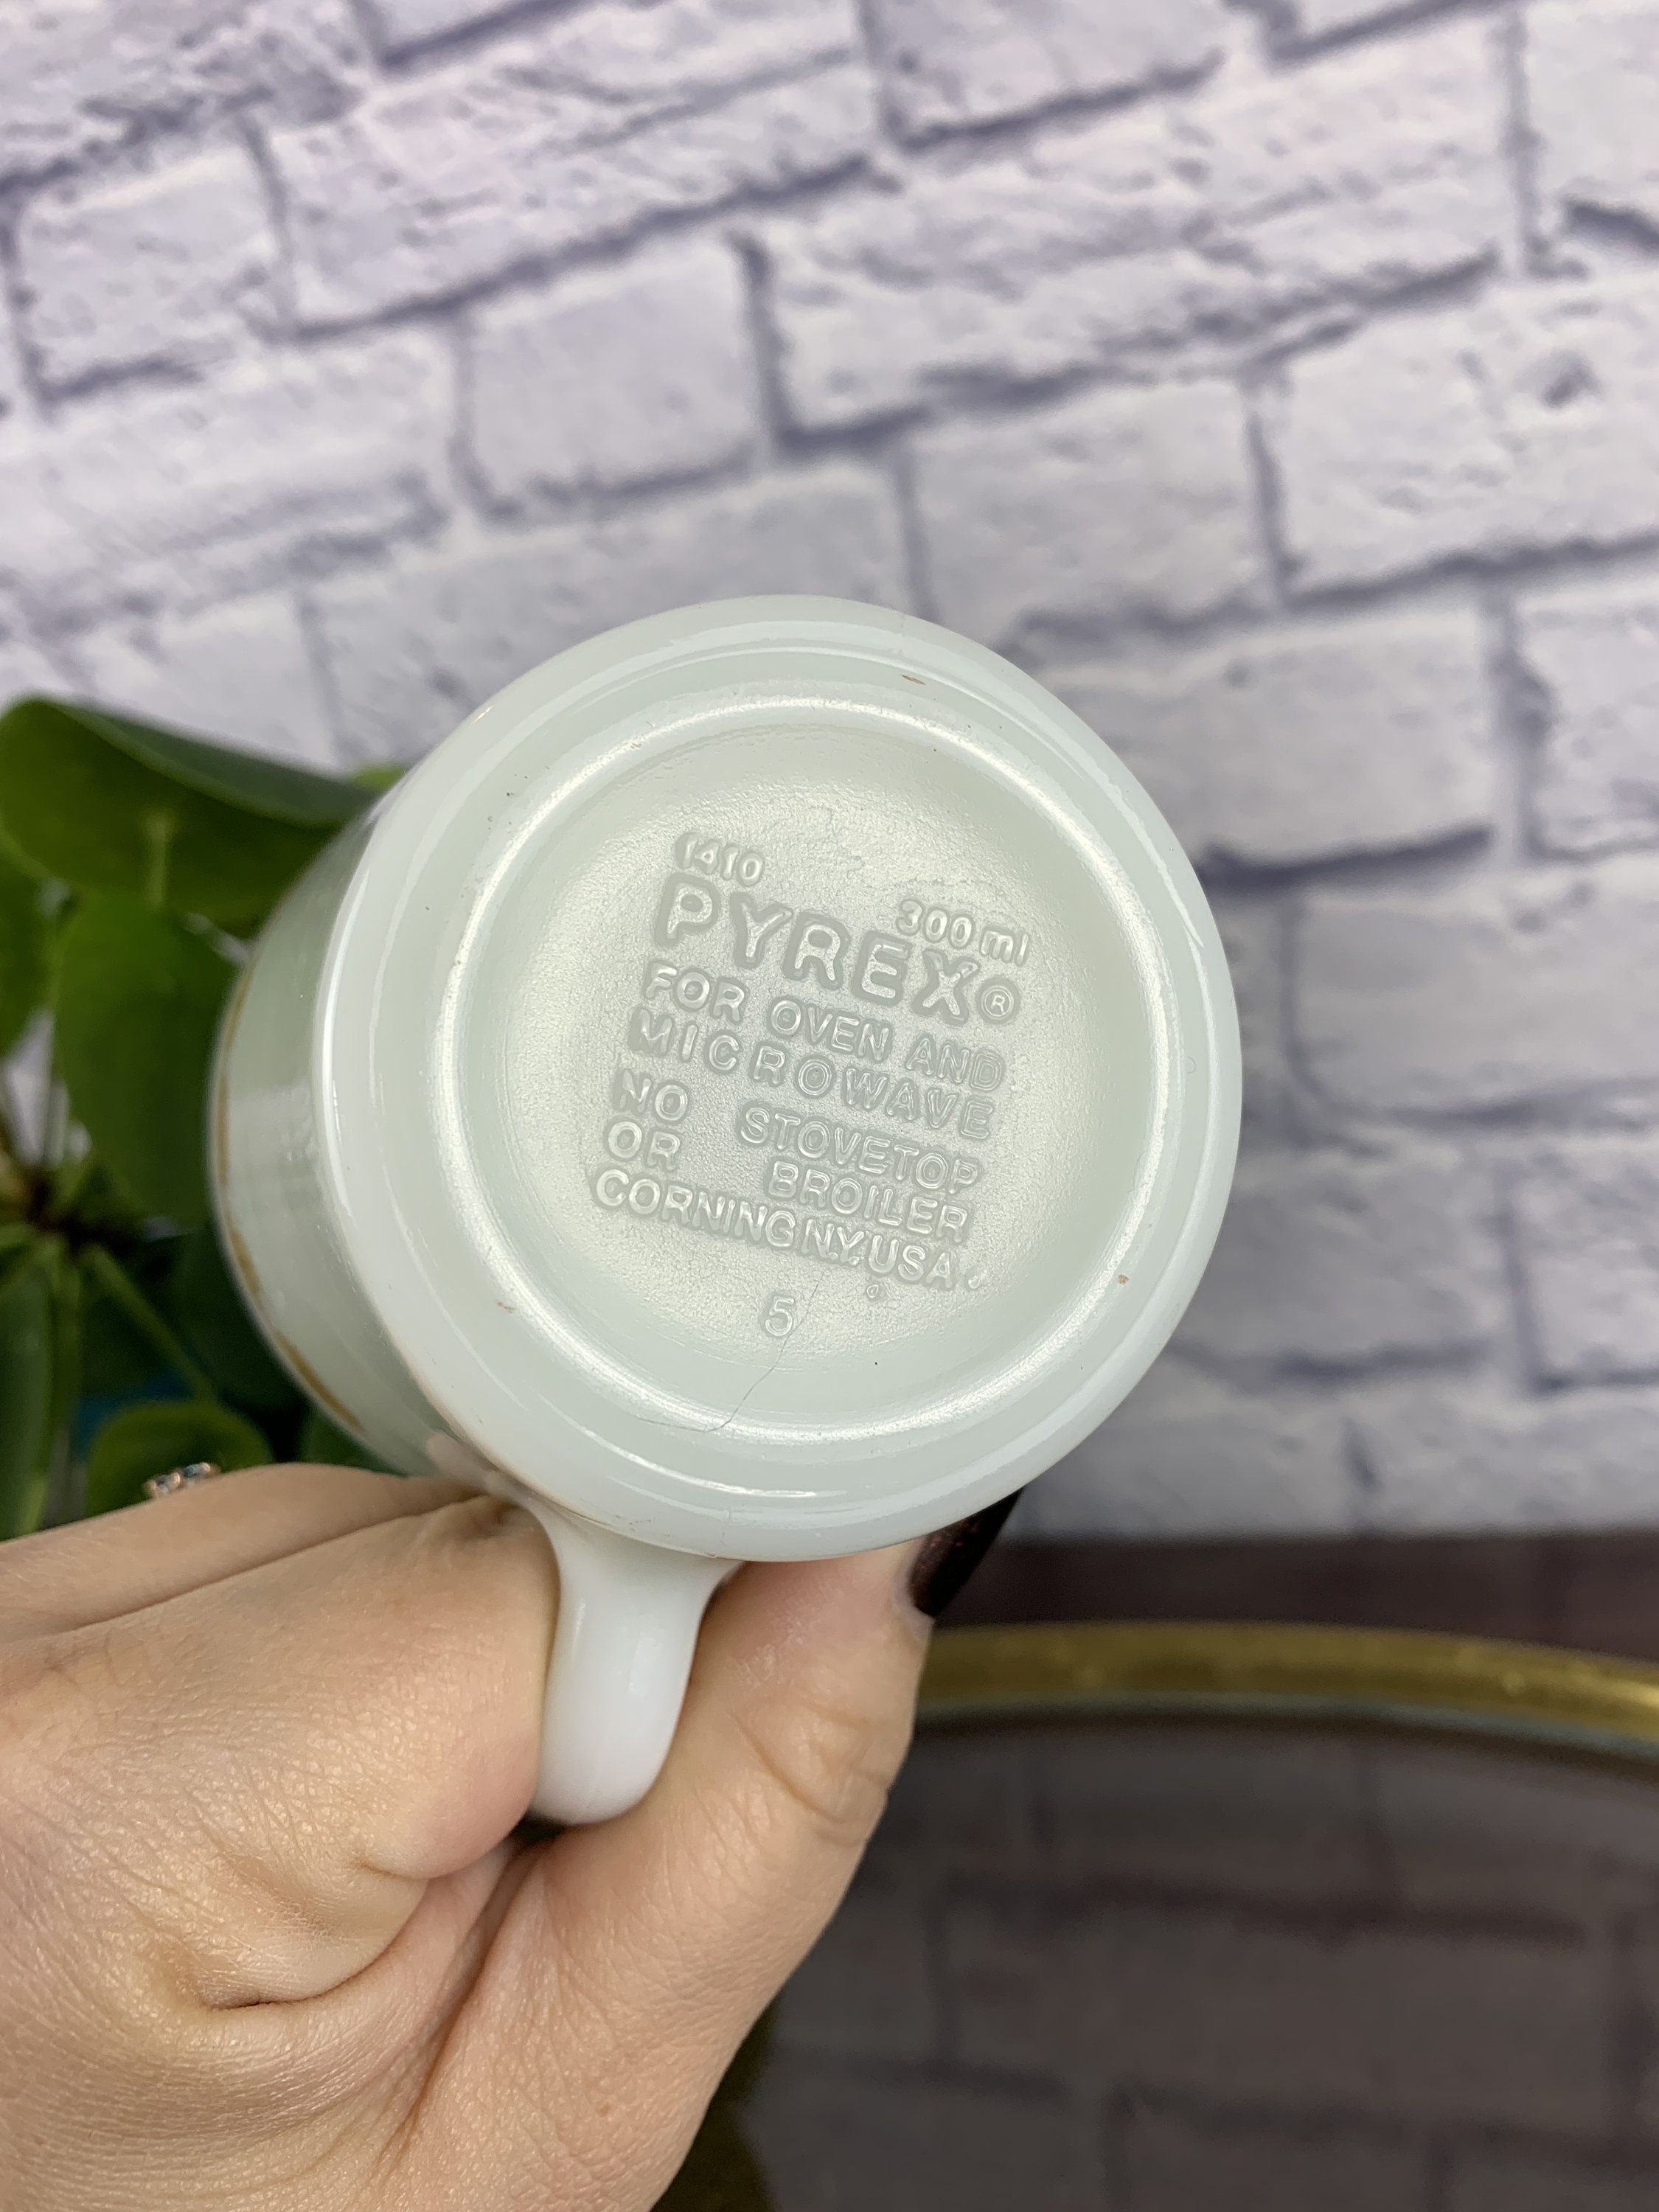 1410
300 ml
PYREX®
FOR OVEN AND
MICROWAVE
NO STOVETOP
OR BROILER
CORNING N.Y. USA
5